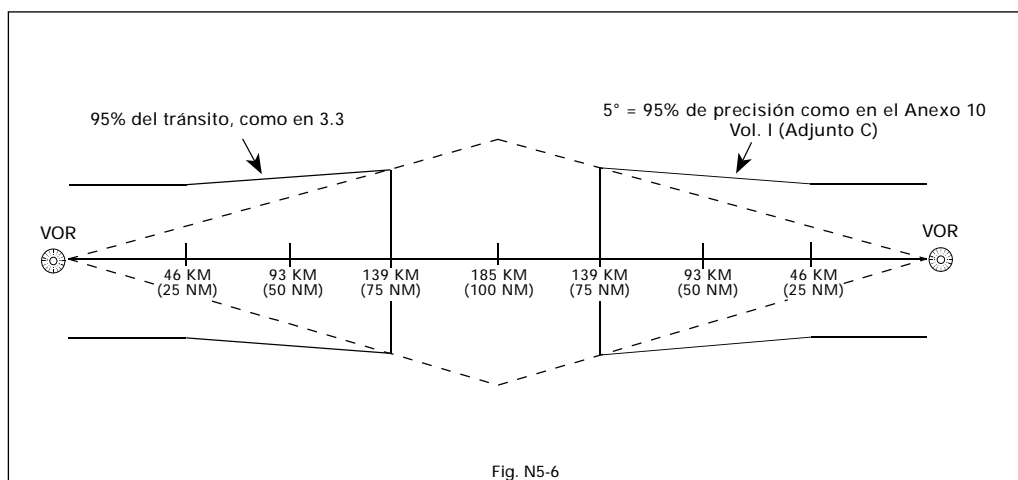 95% del tránsito, como en 3.3
5° = 95% de precisión como en el Anexo 10
Vol. I (Adjunto C)
VOR
VOR
46 KM
(25 NM)
93 KM
(50 NM)
139 KM
(75 NM)
185 KM
(100 NM)
139 KM
(75 NM)
93 KM
(50 NM)
46 KM
(25 NM)
Fig. N5-6